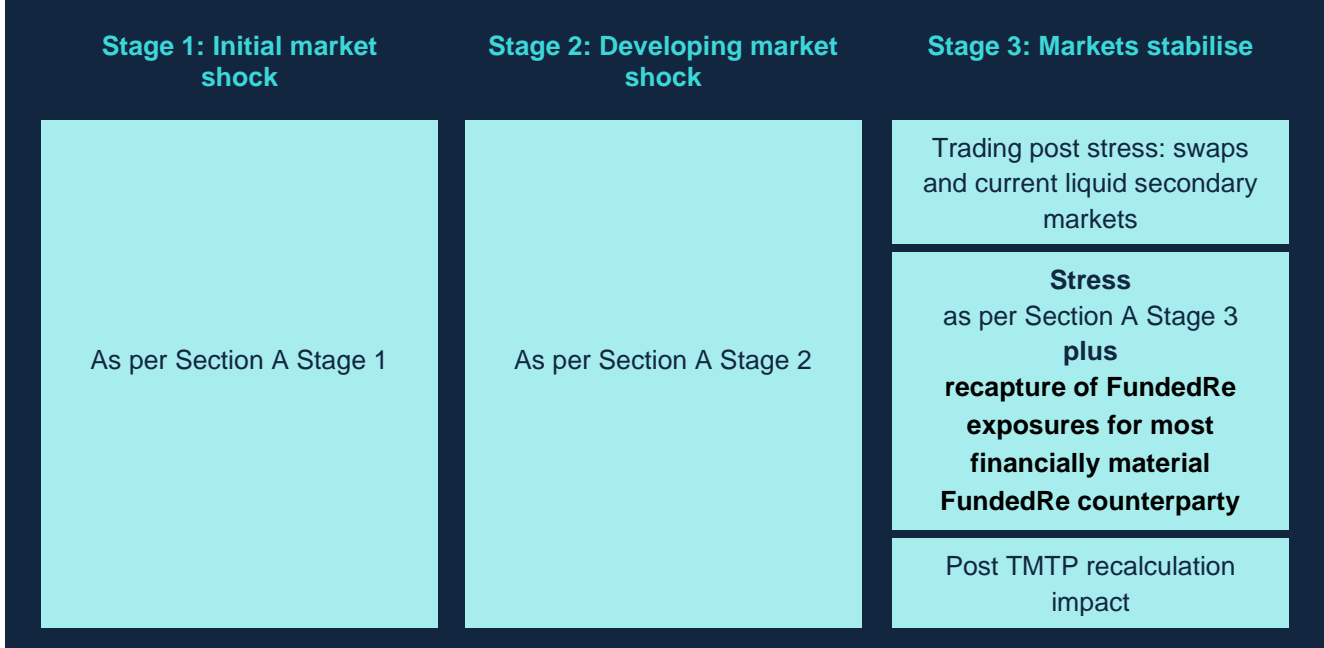 Stage 1: Initial market
shock
Stage 2: Developing market
shock
Stage 3: Markets stabilise
As per Section A Stage 1
As per Section A Stage 2
Trading post stress: swaps
and current liquid secondary
markets
Stress
as per Section A Stage 3
plus
recapture of FundedRe
exposures for most
financially material
FundedRe counterparty
Post TMTP recalculation
impact